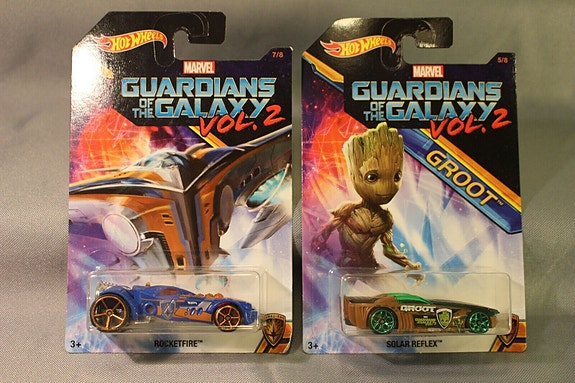 Hot Wheels
7/8
MARVEL
GUARDIANS
OF THE GALAXY
VOL. 2
3+
ROCKETFIRE™
Hot Wheels
8/8
MARVEL
GUARDIANS
OF THE GALAXY
VOL. 2
GROOT™
GROOT
3+
SOLAR REFLEX™